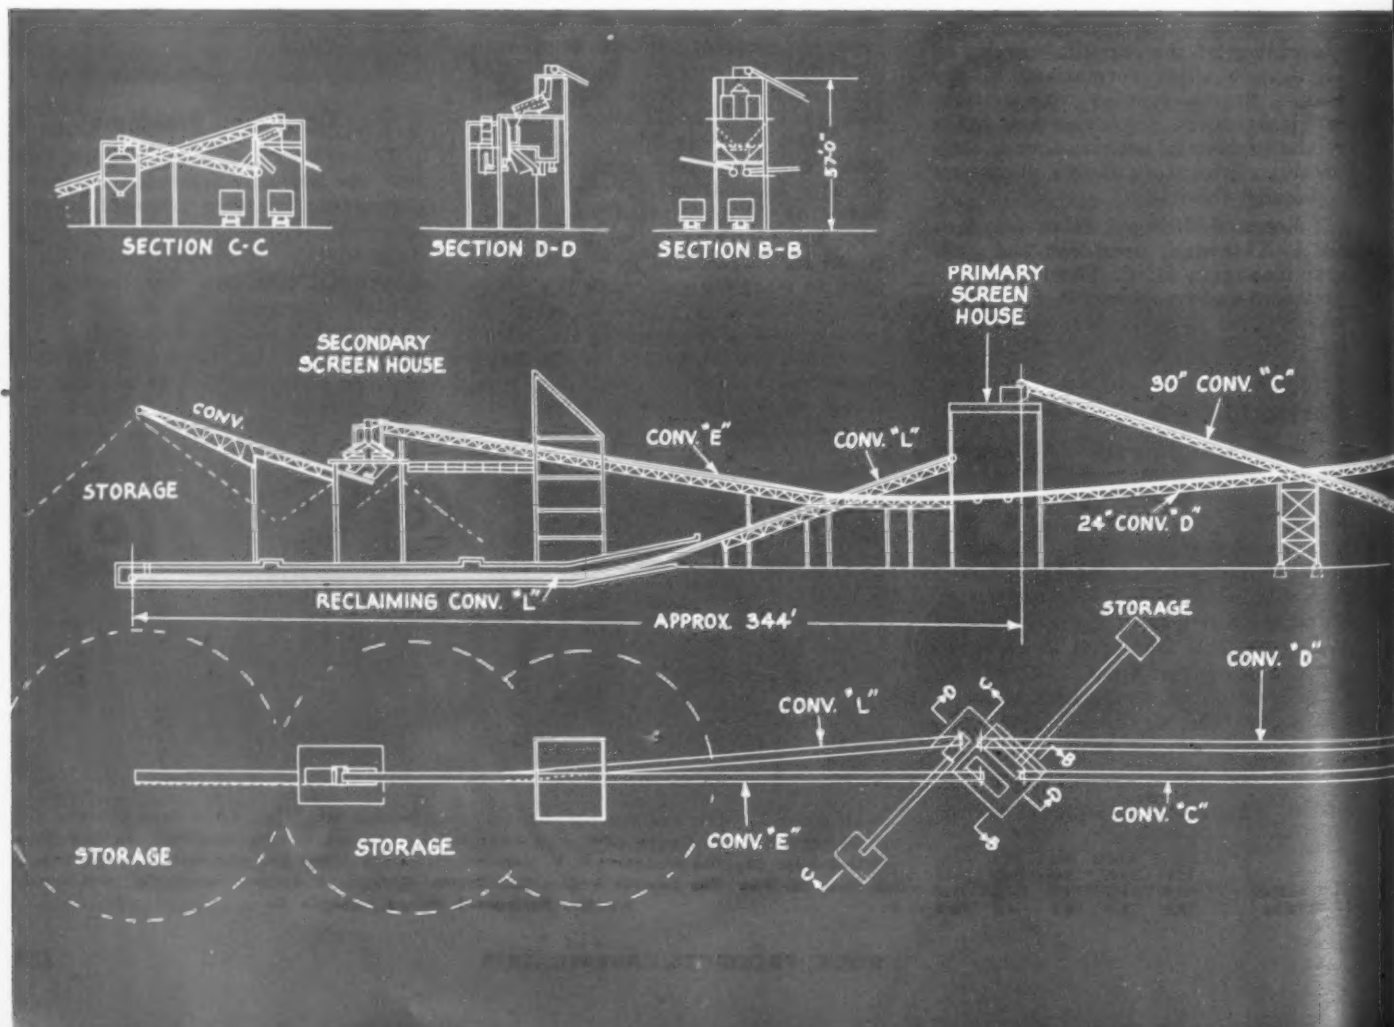 57'-0"
SECTION C-C
SECTION D-D
SECTION B-B
PRIMARY
SCREEN
HOUSE
SECONDARY
SCREEN HOUSE
30" CONV. "C"
CONV.
CONV. "E"
CONV. "L"
STORAGE
24" CONV. "D"
RECLAIMING CONV. "L"
APPROX. 344'
STORAGE
CONV. "D"
CONV. "L"
D
C
B
D
CONV. "C"
CONV. "E"
B
STORAGE
STORAGE
C